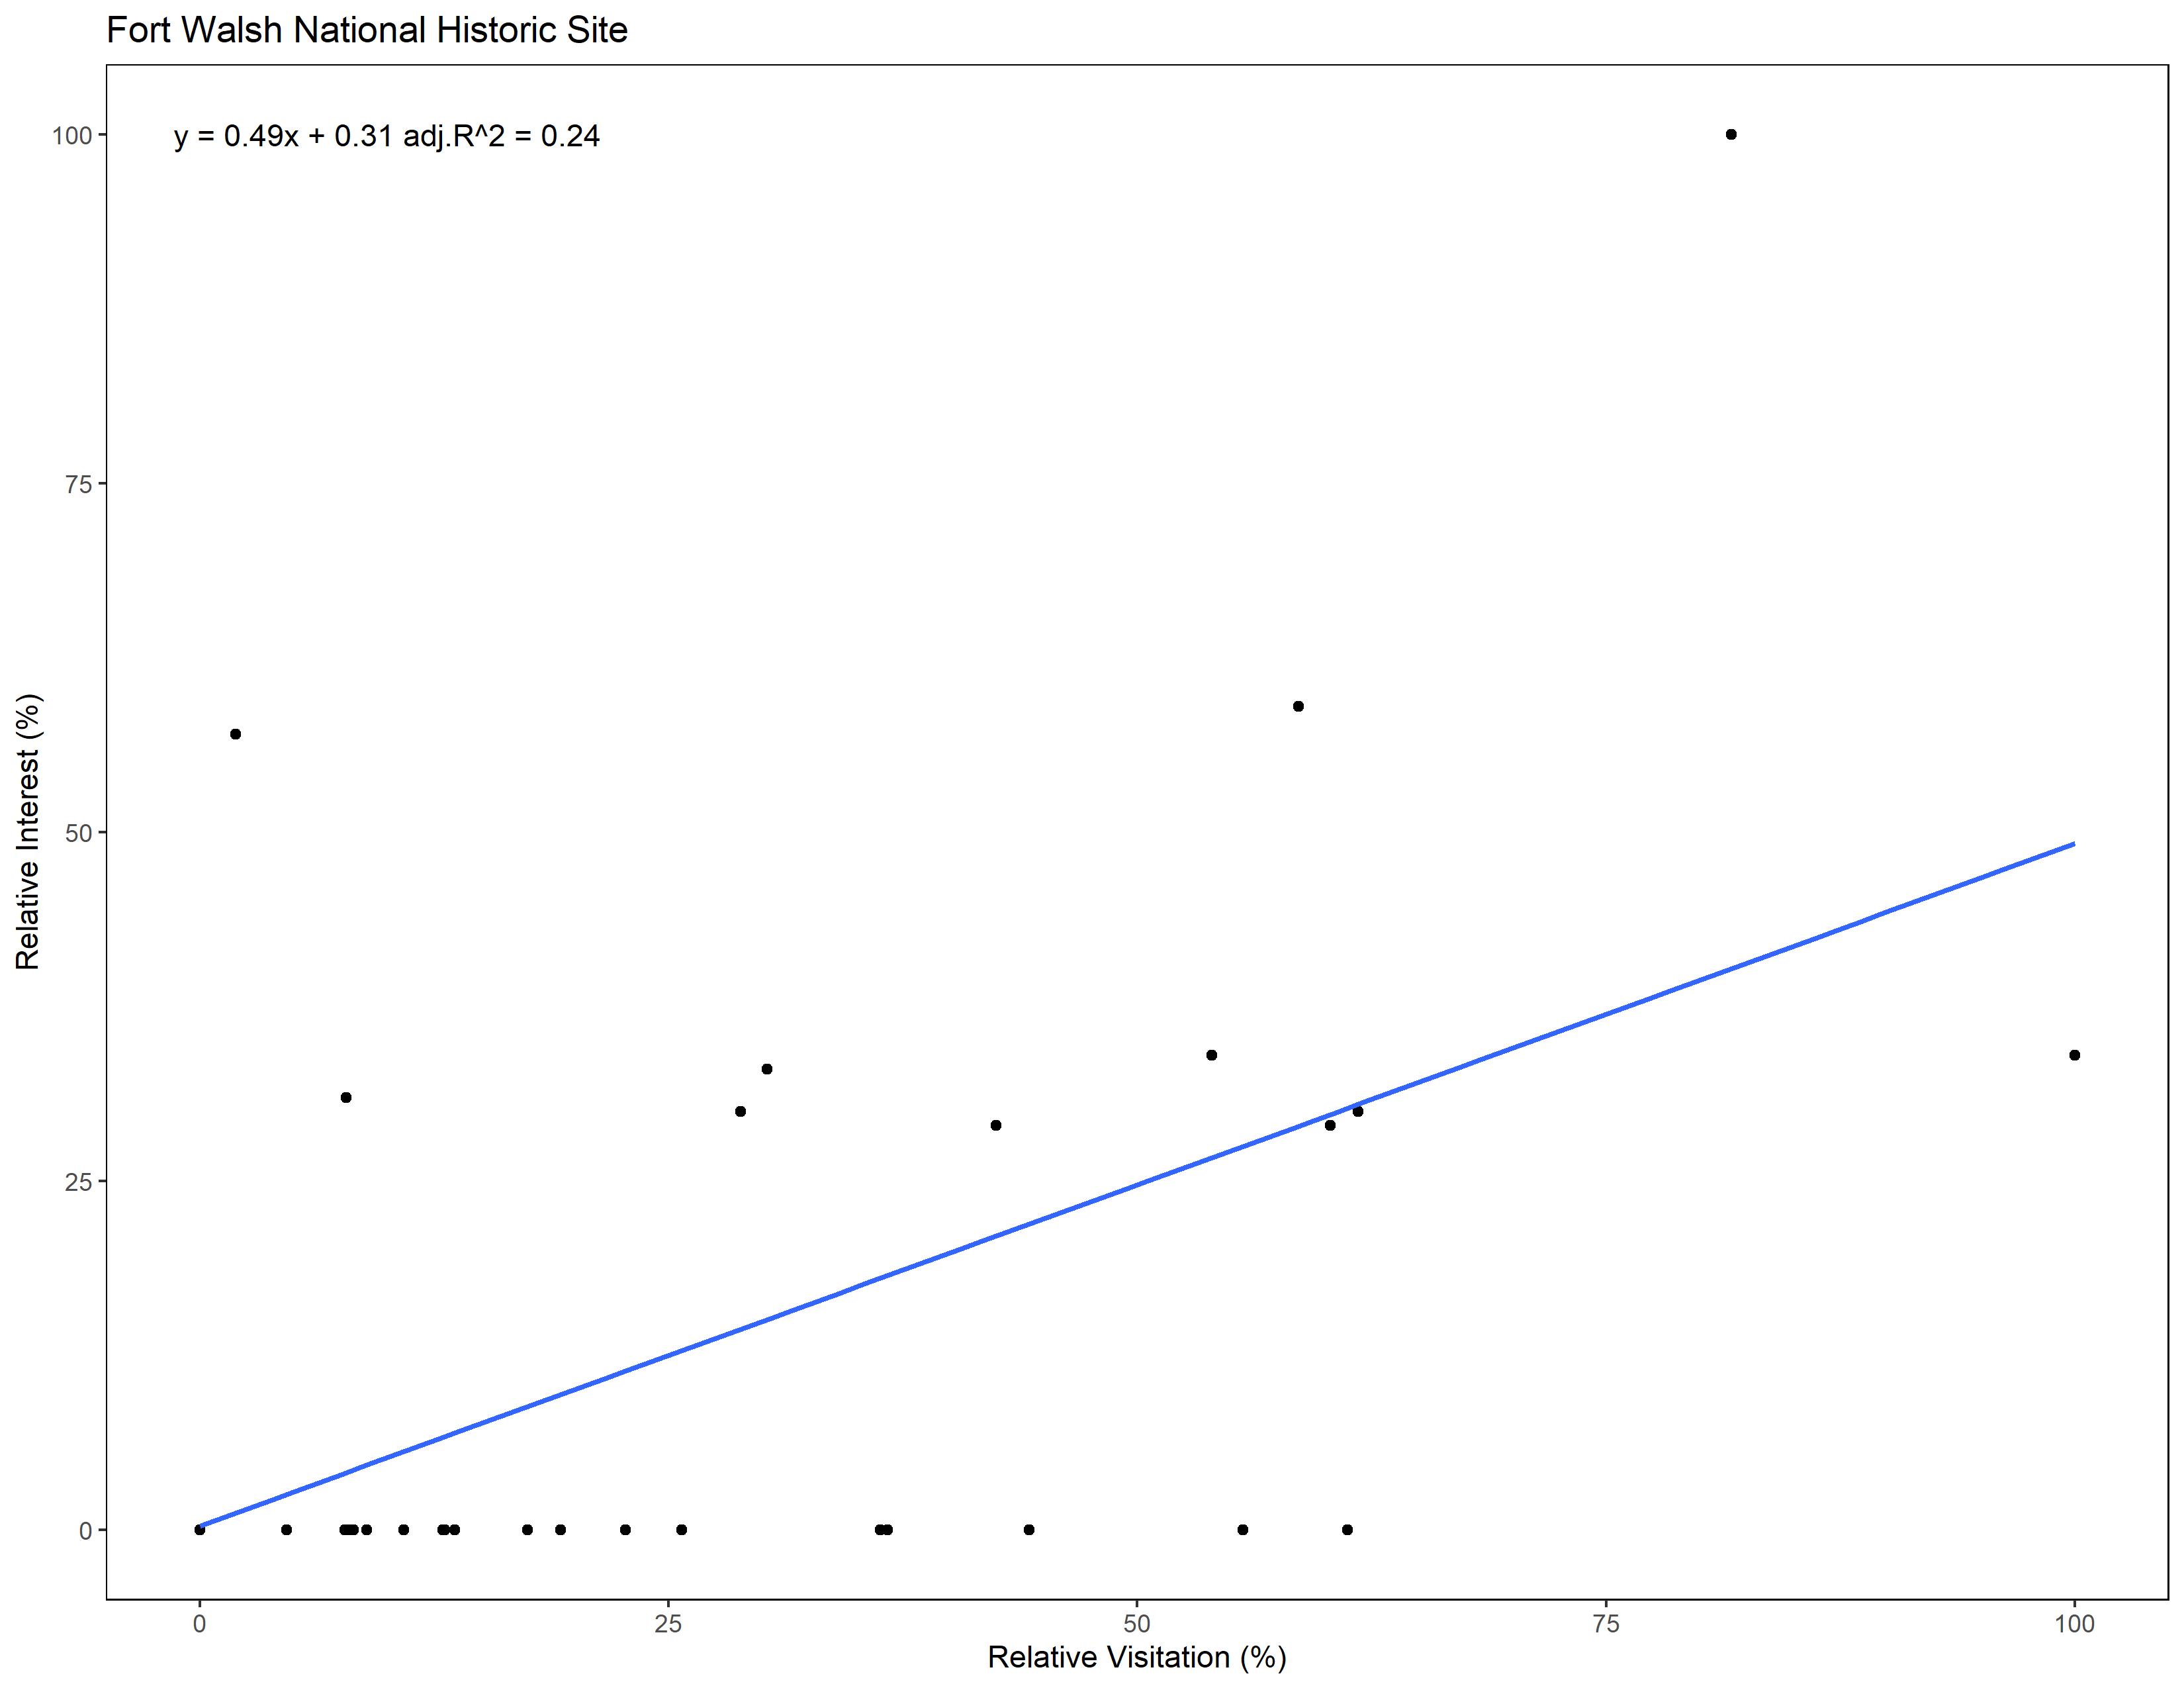 Fort Walsh National Historic Site
y = 0.49x + 0.31 adj.R^2 = 0.24
Relative Interest (%)
100
75
50
25
0
0 25 50 75 100
Relative Visitation (%)